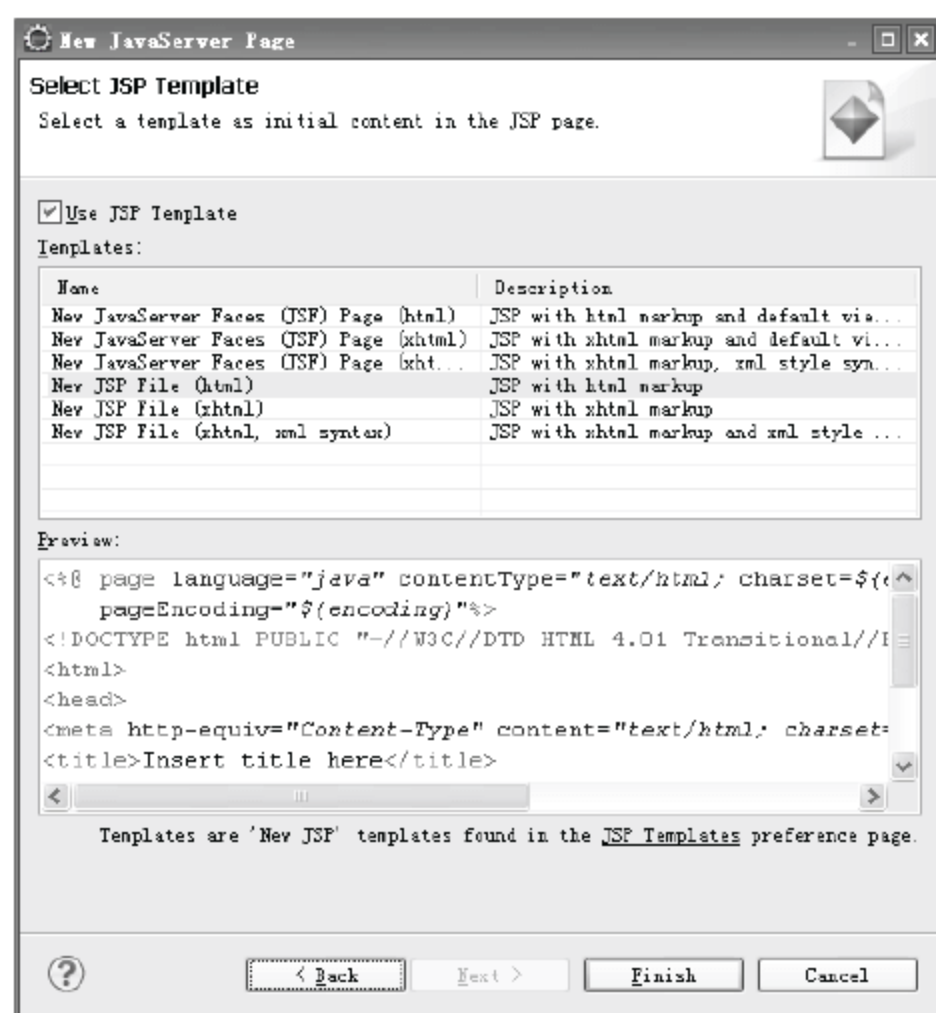 New JavaServer Page
Select JSP Template
Select a template as initial content in the JSP page.
Use JSP Template
Templates:
Name Description
New JavaServer Faces (JSF) Page (html) JSP with html markup and default vie...
New JavaServer Faces (JSF) Page (xhtml) JSP with xhtml markup and default vi...
New JavaServer Faces (JSF) Page (xht... JSP with xhtml markup, xml style syn...
New JSP File (html) JSP with html markup
New JSP File (xhtml) JSP with xhtml markup
New JSP File (xhtml, xml syntax) JSP with xhtml markup and xml style ...
Preview:
<%@ page language="java" contentType="text/html; charset=${
pageEncoding="${encoding}"%>
<!DOCTYPE html PUBLIC "-//W3C//DTD HTML 4.01 Transitional//
<html>
<head>
<meta http-equiv="Content-Type" content="text/html; charset=
<title>Insert title here</title>
Templates are 'New JSP' templates found in the JSP Templates preference page.
< Back Next > Finish Cancel